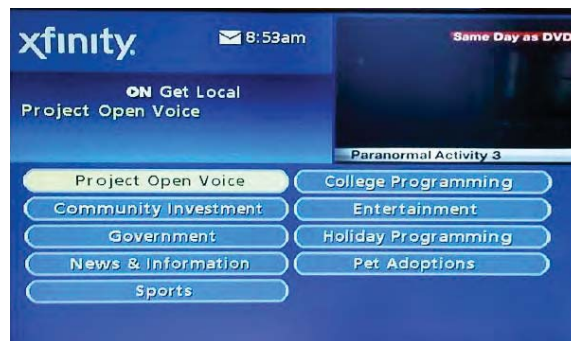 xfinity.
8:53am
Same Day as DVD
ON Get Local
Project Open Voice
Paranormal Activity 3
Project Open Voice
College Programming
Community Investment
Entertainment
Government
Holiday Programming
News & Information
Pet Adoptions
Sports